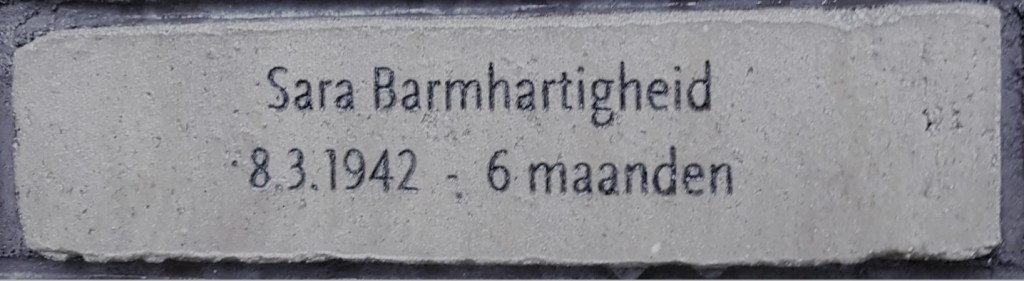 Sara Barmhartigheid
8.3.1942 - 6 maanden